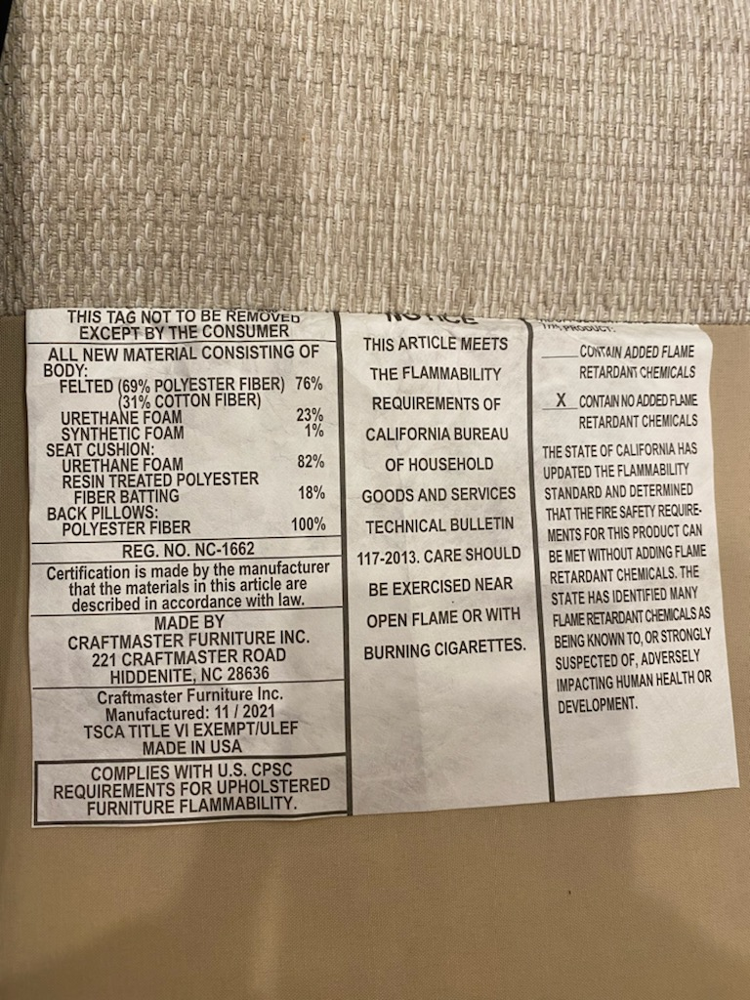 THIS TAG NOT TO BE REMOVED
EXCEPT BY THE CONSUMER
ALL NEW MATERIAL CONSISTING OF
BODY:
FELTED (69% POLYESTER FIBER) 76%
(31% COTTON FIBER)
URETHANE FOAM 23%
SYNTHETIC FOAM 1%
SEAT CUSHION:
URETHANE FOAM 82%
RESIN TREATED POLYESTER
FIBER BATTING 18%
BACK PILLOWS:
POLYESTER FIBER 100%
REG. NO. NC-1662
Certification is made by the manufacturer
that the materials in this article are
described in accordance with law.
MADE BY
CRAFTMASTER FURNITURE INC.
221 CRAFTMASTER ROAD
HIDDENITE, NC 28636
Craftmaster Furniture Inc.
Manufactured: 11 / 2021
TSCA TITLE VI EXEMPT/ULEF
MADE IN USA
COMPLIES WITH U.S. CPSC
REQUIREMENTS FOR UPHOLSTERED
FURNITURE FLAMMABILITY.
NOTICE
THIS ARTICLE MEETS
THE FLAMMABILITY
REQUIREMENTS OF
CALIFORNIA BUREAU
OF HOUSEHOLD
GOODS AND SERVICES
TECHNICAL BULLETIN
117-2013. CARE SHOULD
BE EXERCISED NEAR
OPEN FLAME OR WITH
BURNING CIGARETTES.
PRODUCT:
CONTAIN ADDED FLAME
RETARDANT CHEMICALS
X CONTAIN NO ADDED FLAME
RETARDANT CHEMICALS
THE STATE OF CALIFORNIA HAS
UPDATED THE FLAMMABILITY
STANDARD AND DETERMINED
THAT THE FIRE SAFETY REQUIRE-
MENTS FOR THIS PRODUCT CAN
BE MET WITHOUT ADDING FLAME
RETARDANT CHEMICALS. THE
STATE HAS IDENTIFIED MANY
FLAME RETARDANT CHEMICALS AS
BEING KNOWN TO, OR STRONGLY
SUSPECTED OF, ADVERSELY
IMPACTING HUMAN HEALTH OR
DEVELOPMENT.